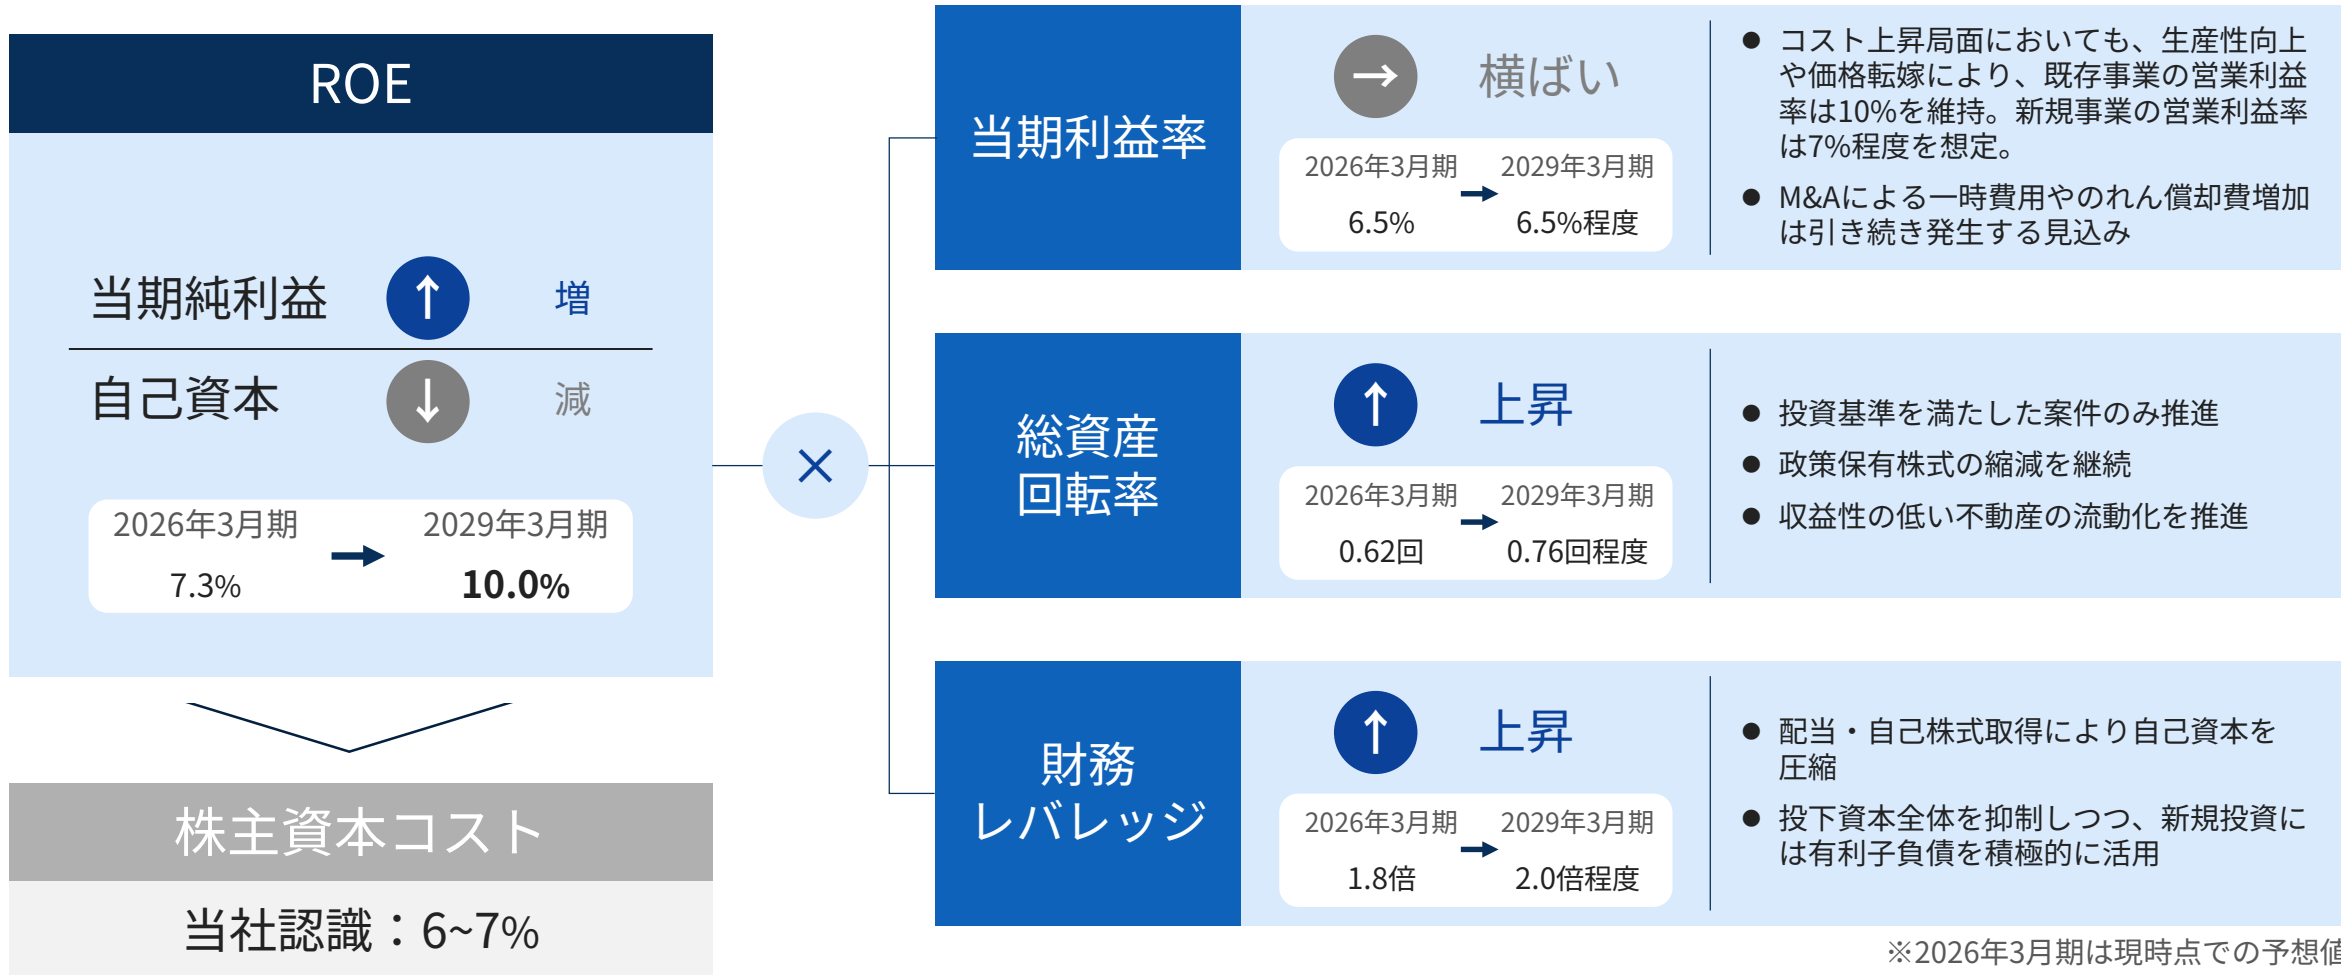 ROE
当期純利益 ↑ 増
自己資本 ↓ 減
2026年3月期 → 2029年3月期
7.3% 10.0%
株主資本コスト
当社認識：6~7%
×
当期利益率
→ 横ばい
2026年3月期 → 2029年3月期
6.5% 6.5%程度
● コスト上昇局面においても、生産性向上
や価格転嫁により、既存事業の営業利益
率は10%を維持。新規事業の営業利益率
は7%程度を想定。
● M&Aによる一時費用やのれん償却費増加
は引き続き発生する見込み
総資産
回転率
↑ 上昇
2026年3月期 → 2029年3月期
0.62回 0.76回程度
● 投資基準を満たした案件のみ推進
● 政策保有株式の縮減を継続
● 収益性の低い不動産の流動化を推進
財務
レバレッジ
↑ 上昇
2026年3月期 → 2029年3月期
1.8倍 2.0倍程度
● 配当・自己株式取得により自己資本を
圧縮
● 投下資本全体を抑制しつつ、新規投資に
は有利子負債を積極的に活用
※2026年3月期は現時点での予想値